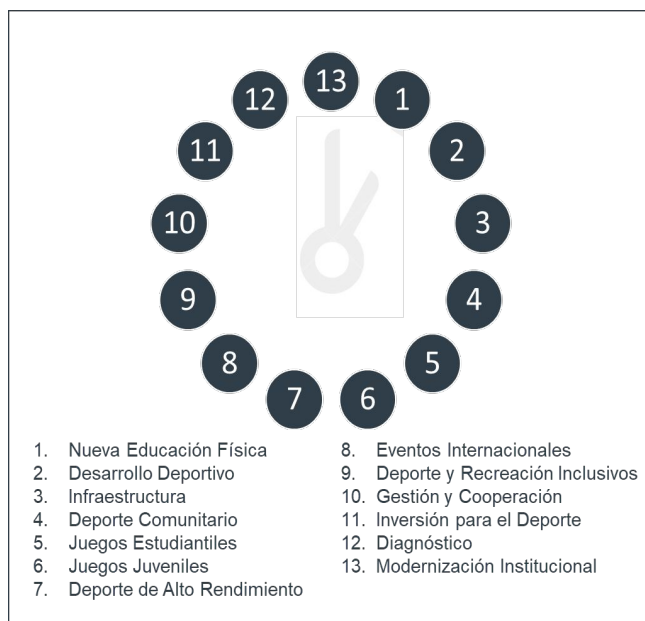 13
12
1
11
2
10
3
9
4
8
5
7
6
1. Nueva Educación Física
2. Desarrollo Deportivo
3. Infraestructura
4. Deporte Comunitario
5. Juegos Estudiantiles
6. Juegos Juveniles
7. Deporte de Alto Rendimiento
8. Eventos Internacionales
9. Deporte y Recreación Inclusivos
10. Gestión y Cooperación
11. Inversión para el Deporte
12. Diagnóstico
13. Modernización Institucional